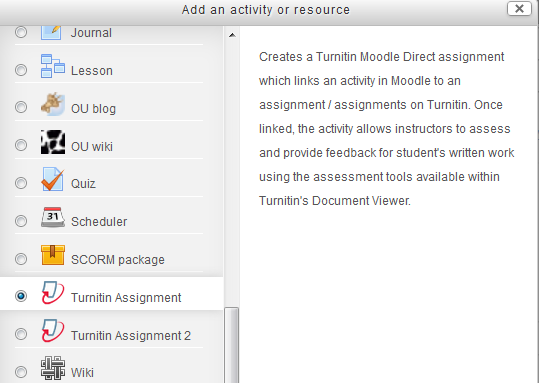 Add an activity or resource
Journal
Lesson
OU blog
OU wiki
Quiz
31
Scheduler
SCORM package
Turnitin Assignment
Turnitin Assignment 2
Wiki
Creates a Turnitin Moodle Direct assignment
which links an activity in Moodle to an
assignment / assignments on Turnitin. Once
linked, the activity allows instructors to assess
and provide feedback for student's written work
using the assessment tools available within
Turnitin's Document Viewer.